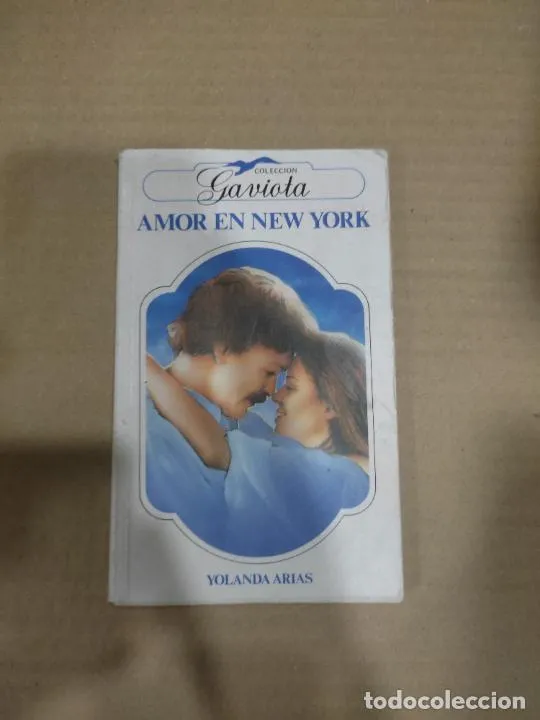 COLECCION
Gaviota
AMOR EN NEW YORK
YOLANDA ARIAS
todocoleccion